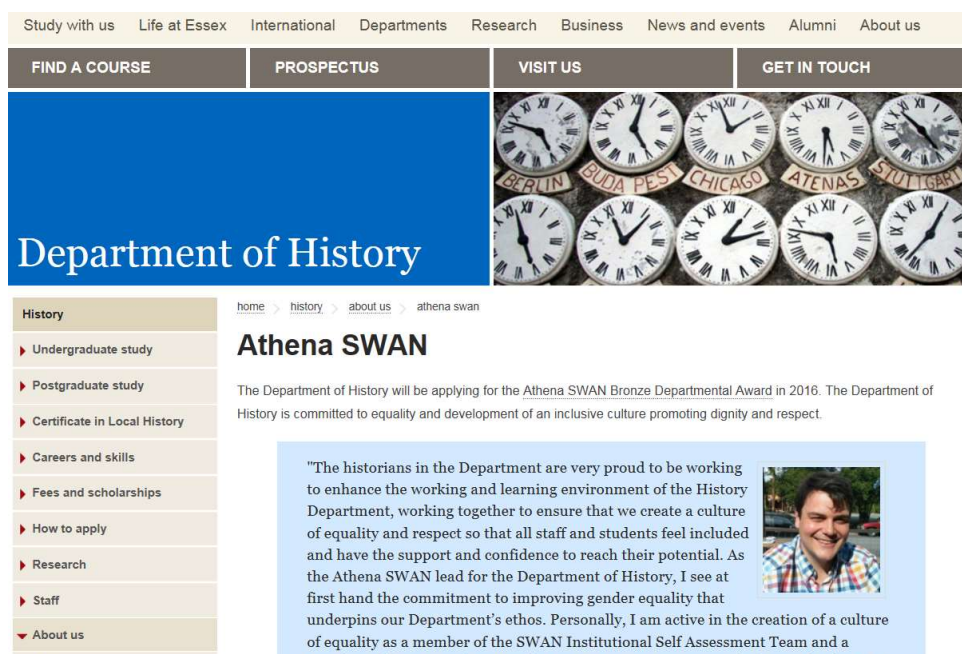 Study with us Life at Essex International Departments Research Business News and events Alumni About us
FIND A COURSE PROSPECTUS VISIT US GET IN TOUCH
BERLIN BUDA PEST CHICAGO ATENAS STUTTGART
Department of History
History
Undergraduate study
Postgraduate study
Certificate in Local History
Careers and skills
Fees and scholarships
How to apply
Research
Staff
About us
home history about us athena swan
Athena SWAN
The Department of History will be applying for the Athena SWAN Bronze Departmental Award in 2016. The Department of
History is committed to equality and development of an inclusive culture promoting dignity and respect.
"The historians in the Department are very proud to be working
to enhance the working and learning environment of the History
Department, working together to ensure that we create a culture
of equality and respect so that all staff and students feel included
and have the support and confidence to reach their potential. As
the Athena SWAN lead for the Department of History, I see at
first hand the commitment to improving gender equality that
underpins our Department's ethos. Personally, I am active in the creation of a culture
of equality as a member of the SWAN Institutional Self Assessment Team and a